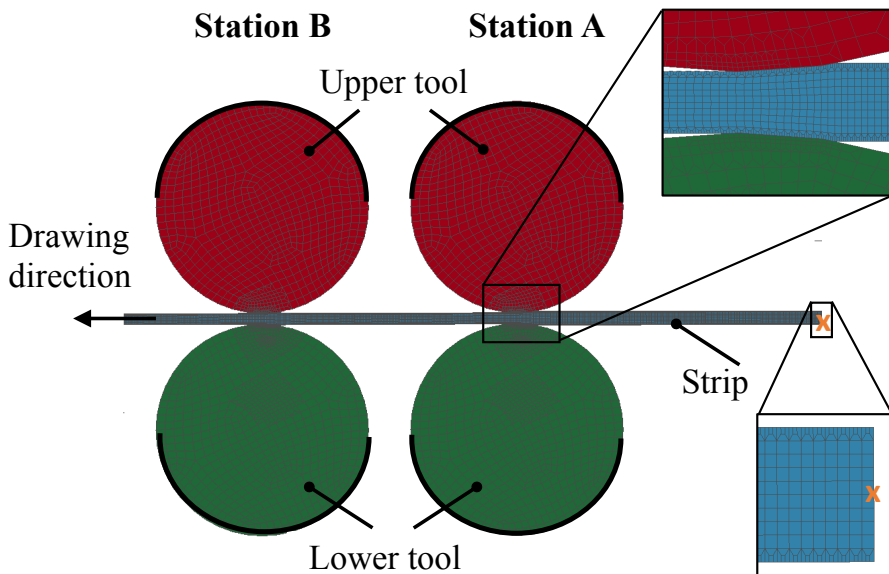 Station B
Station A
Upper tool
Drawing
direction
x
Strip
x
Lower tool